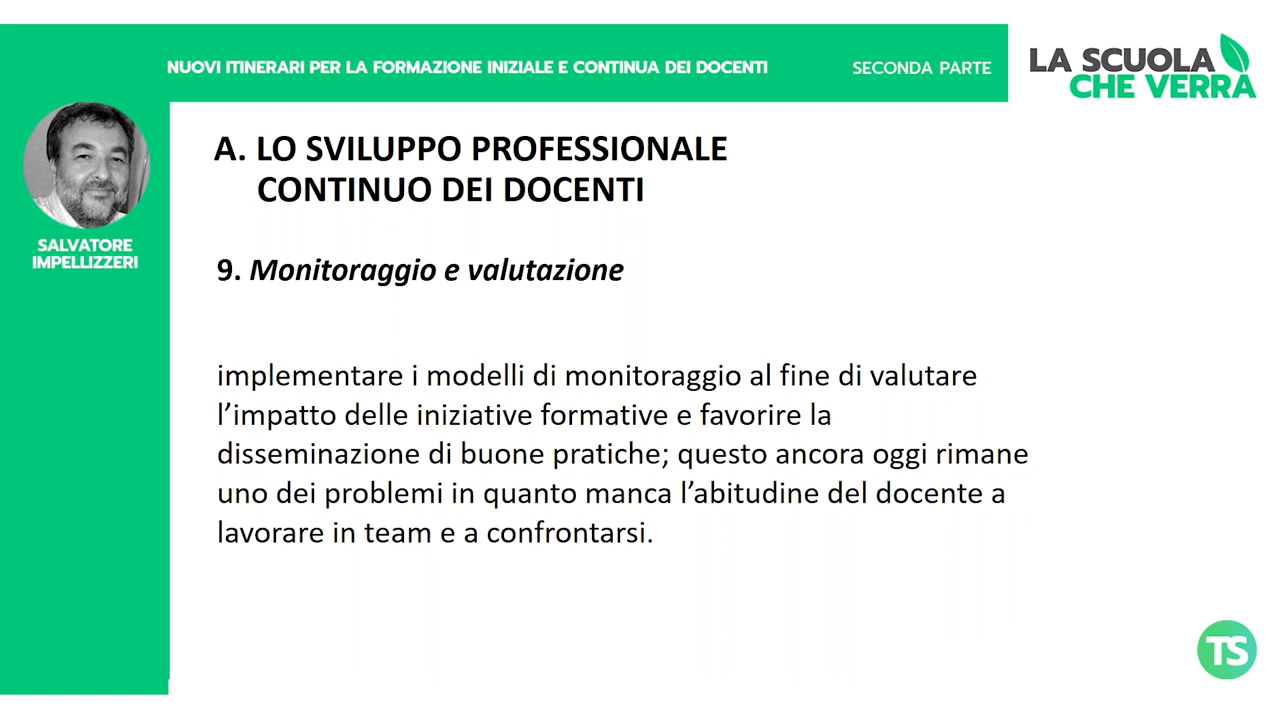 NUOVI ITINERARI PER LA FORMAZIONE INIZIALE E CONTINUA DEI DOCENTI
SECONDA PARTE
LA SCUOLA
CHE VERRÀ
SALVATORE
IMPELLIZZERI
A. LO SVILUPPO PROFESSIONALE
CONTINUO DEI DOCENTI
9. Monitoraggio e valutazione
implementare i modelli di monitoraggio al fine di valutare
l’impatto delle iniziative formative e favorire la
disseminazione di buone pratiche; questo ancora oggi rimane
uno dei problemi in quanto manca l’abitudine del docente a
lavorare in team e a confrontarsi.
TS